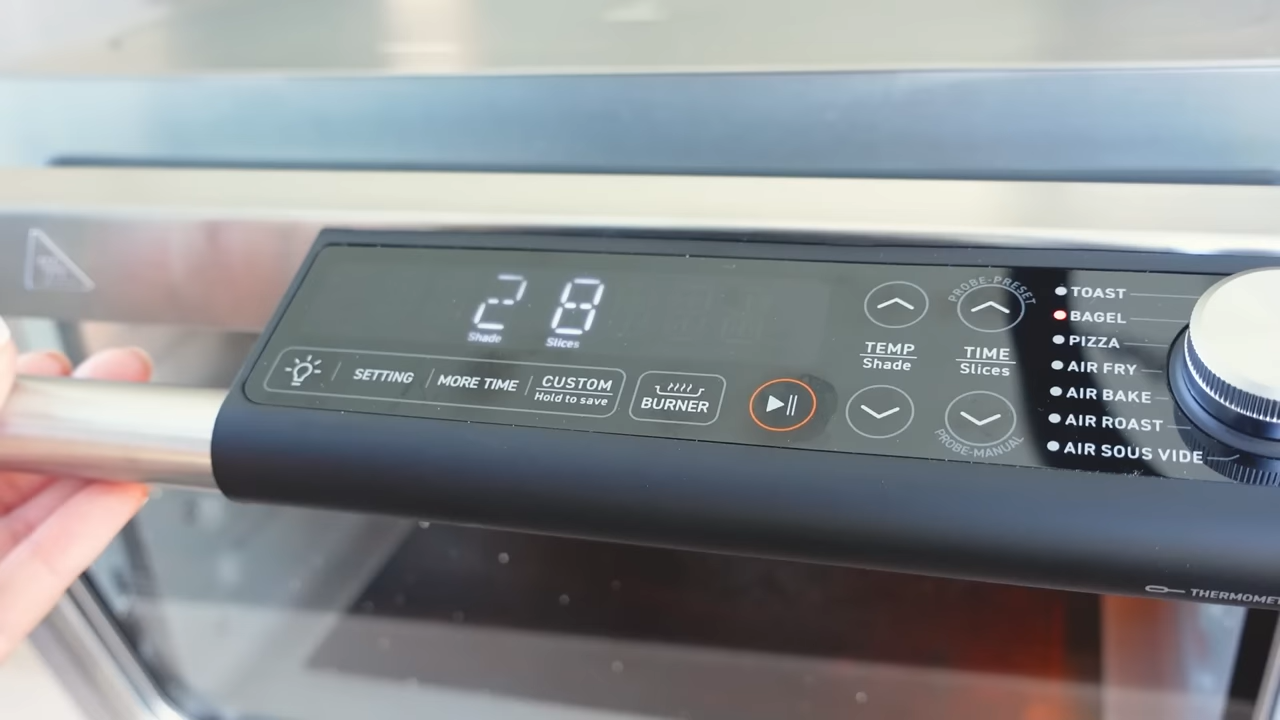 2 8
Shade Slices
SETTING MORE TIME CUSTOM
Hold to save
BURNER
TEMP
Shade
PROBE-PRESET
TIME
Slices
PROBE-MANUAL
TOAST
BAGEL
PIZZA
AIR FRY
AIR BAKE
AIR ROAST
AIR SOUS VIDE